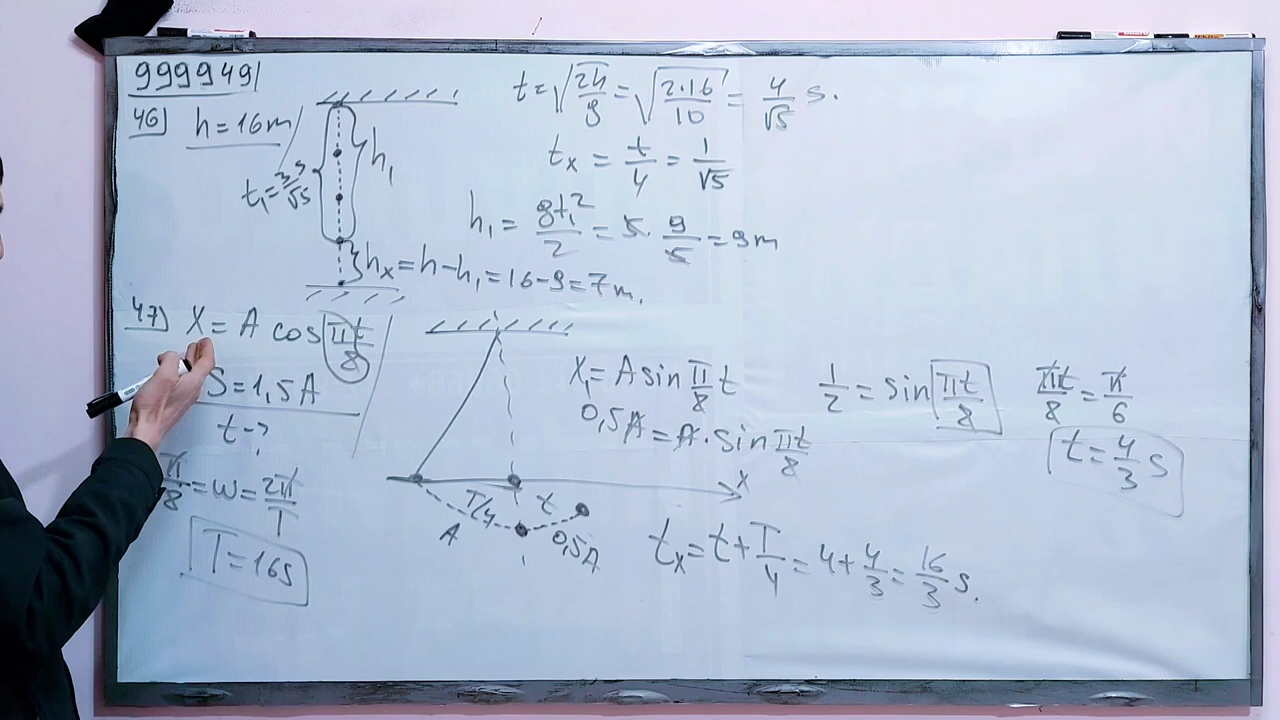 999949
46) h=16m
t=√2h/g=√2·16/10=4/√5 s.
t₁=3/√5 s
h₁
tₓ=t/4=1/√5
h₁=gt₁²/2=5·9/5=9m
hₓ=h-h₁=16-9=7m.
47) X=A cos πt/8
S=1,5A
t-?
π/8=ω=2π/T
T=16s
T/4
t
A
0,5A
x
X₁=A sin π/8 t
0,5A=A·sin πt/8
1/2=sin πt/8
πt/8=π/6
t=4/3 s
tₓ=t+T/4=4+4/3=16/3 s.